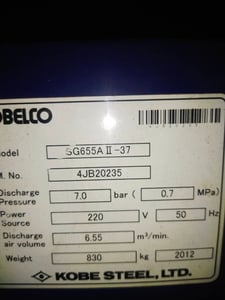 OBELCO
odel SG655AⅡ-37
M. No. 4JB20235
Discharge Pressure 7.0 bar ( 0.7 MPa)
Power Source 220 V 50 Hz
Discharge air volume 6.55 m³/min.
Weight 830 kg 2012
KOBE STEEL, LTD.